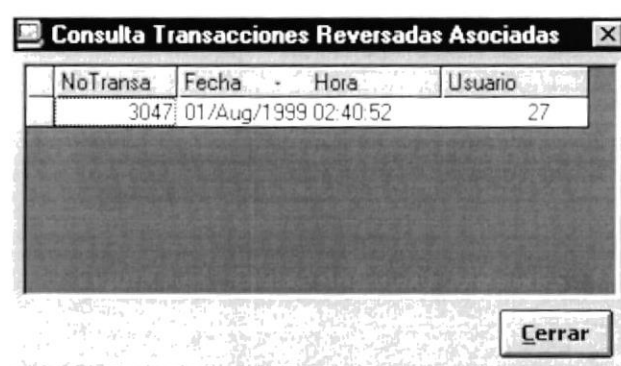 Consulta Transacciones Reversadas Asociadas
NoTransa Fecha - Hora Usuario
3047 01/Aug/1999 02:40:52 27
Cerrar